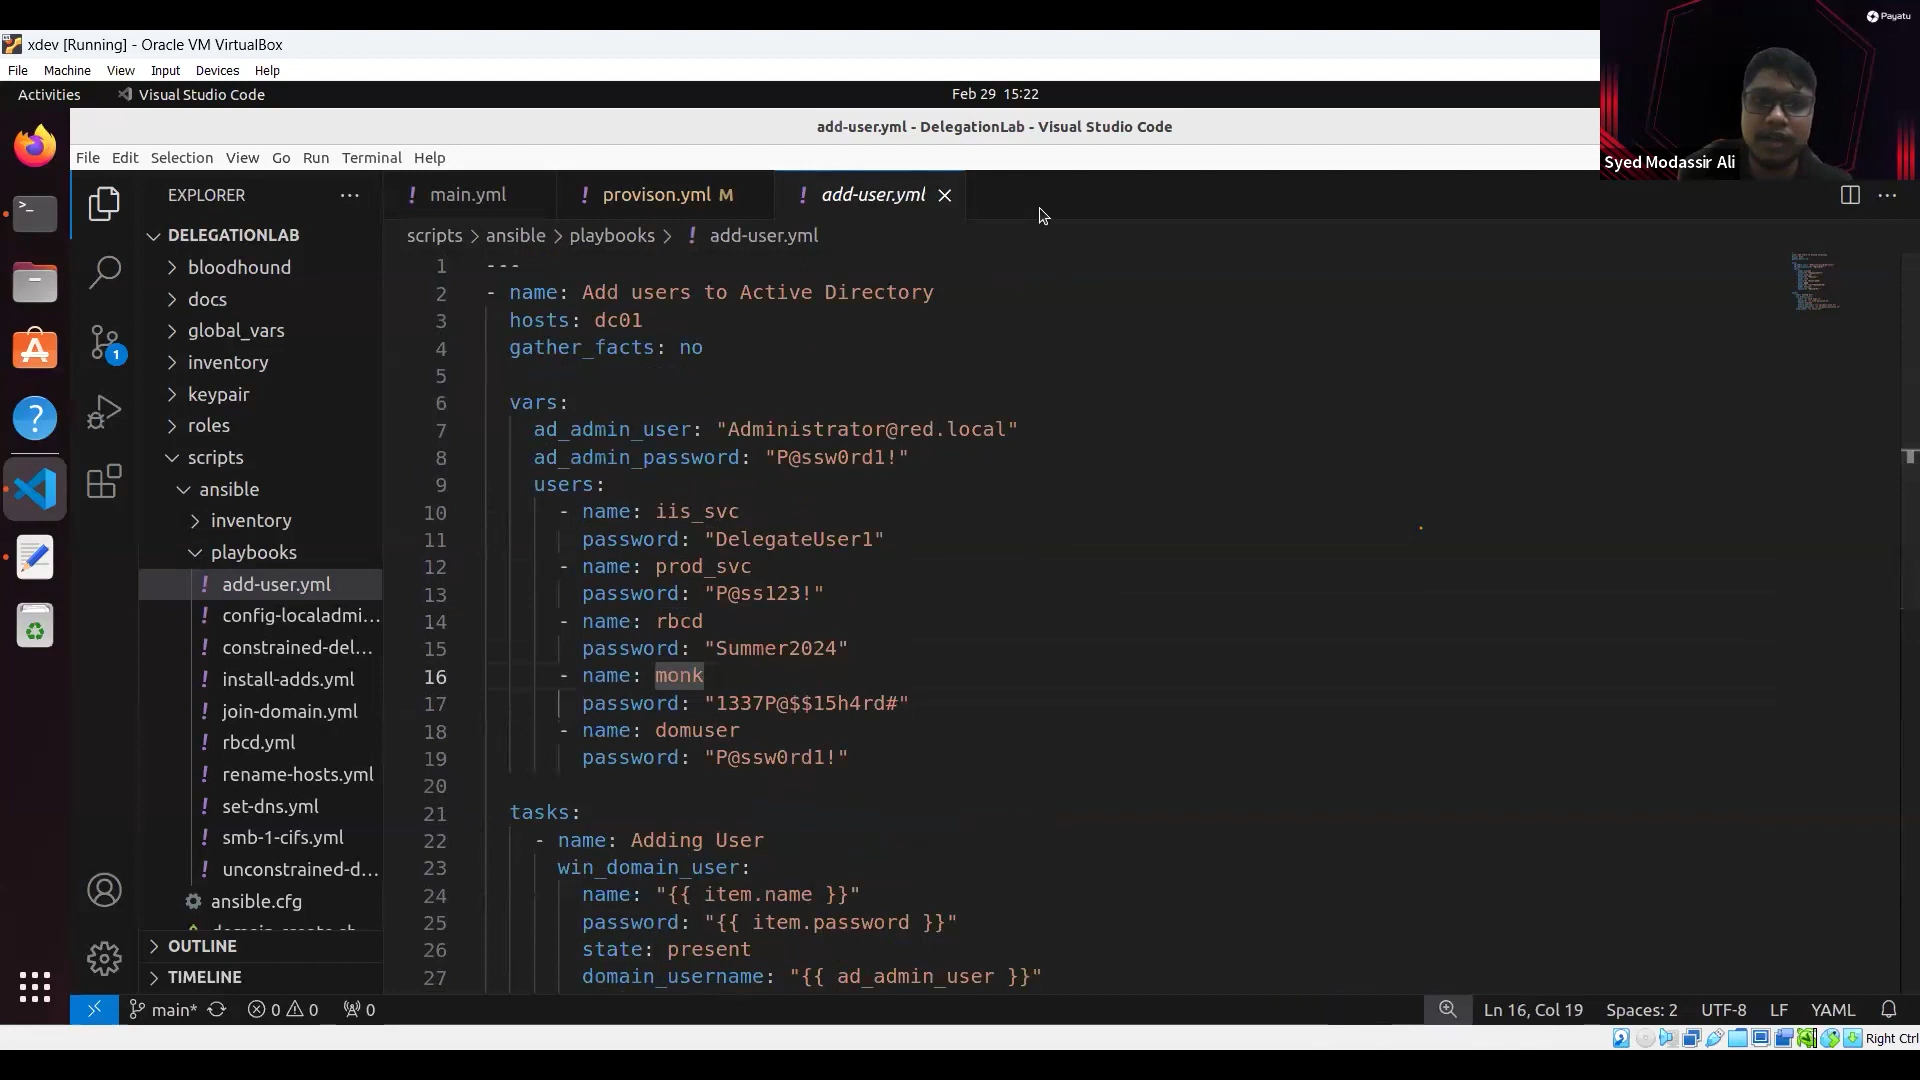 Payatu
xdev [Running] - Oracle VM VirtualBox
File Machine View Input Devices Help
Activities Visual Studio Code Feb 29 15:22
Syed Modassir Ali
add-user.yml - DelegationLab - Visual Studio Code
File Edit Selection View Go Run Terminal Help
EXPLORER
DELEGATIONLAB
bloodhound
docs
global_vars
inventory
keypair
roles
scripts
ansible
inventory
playbooks
! add-user.yml
! config-localadmi...
! constrained-del...
! install-adds.yml
! join-domain.yml
! rbcd.yml
! rename-hosts.yml
! set-dns.yml
! smb-1-cifs.yml
! unconstrained-d...
ansible.cfg
OUTLINE
TIMELINE
! main.yml ! provison.yml M ! add-user.yml
scripts > ansible > playbooks > ! add-user.yml
1 ---
2 - name: Add users to Active Directory
3 hosts: dc01
4 gather_facts: no
5
6 vars:
7 ad_admin_user: "Administrator@red.local"
8 ad_admin_password: "P@ssw0rd1!"
9 users:
10 - name: iis_svc
11 password: "DelegateUser1"
12 - name: prod_svc
13 password: "P@ss123!"
14 - name: rbcd
15 password: "Summer2024"
16 - name: monk
17 password: "1337P@$$15h4rd#"
18 - name: domuser
19 password: "P@ssw0rd1!"
20
21 tasks:
22 - name: Adding User
23 win_domain_user:
24 name: "{{ item.name }}"
25 password: "{{ item.password }}"
26 state: present
27 domain_username: "{{ ad_admin_user }}"
1
main* 0 0 0 Ln 16, Col 19 Spaces: 2 UTF-8 LF YAML
Right Ctrl